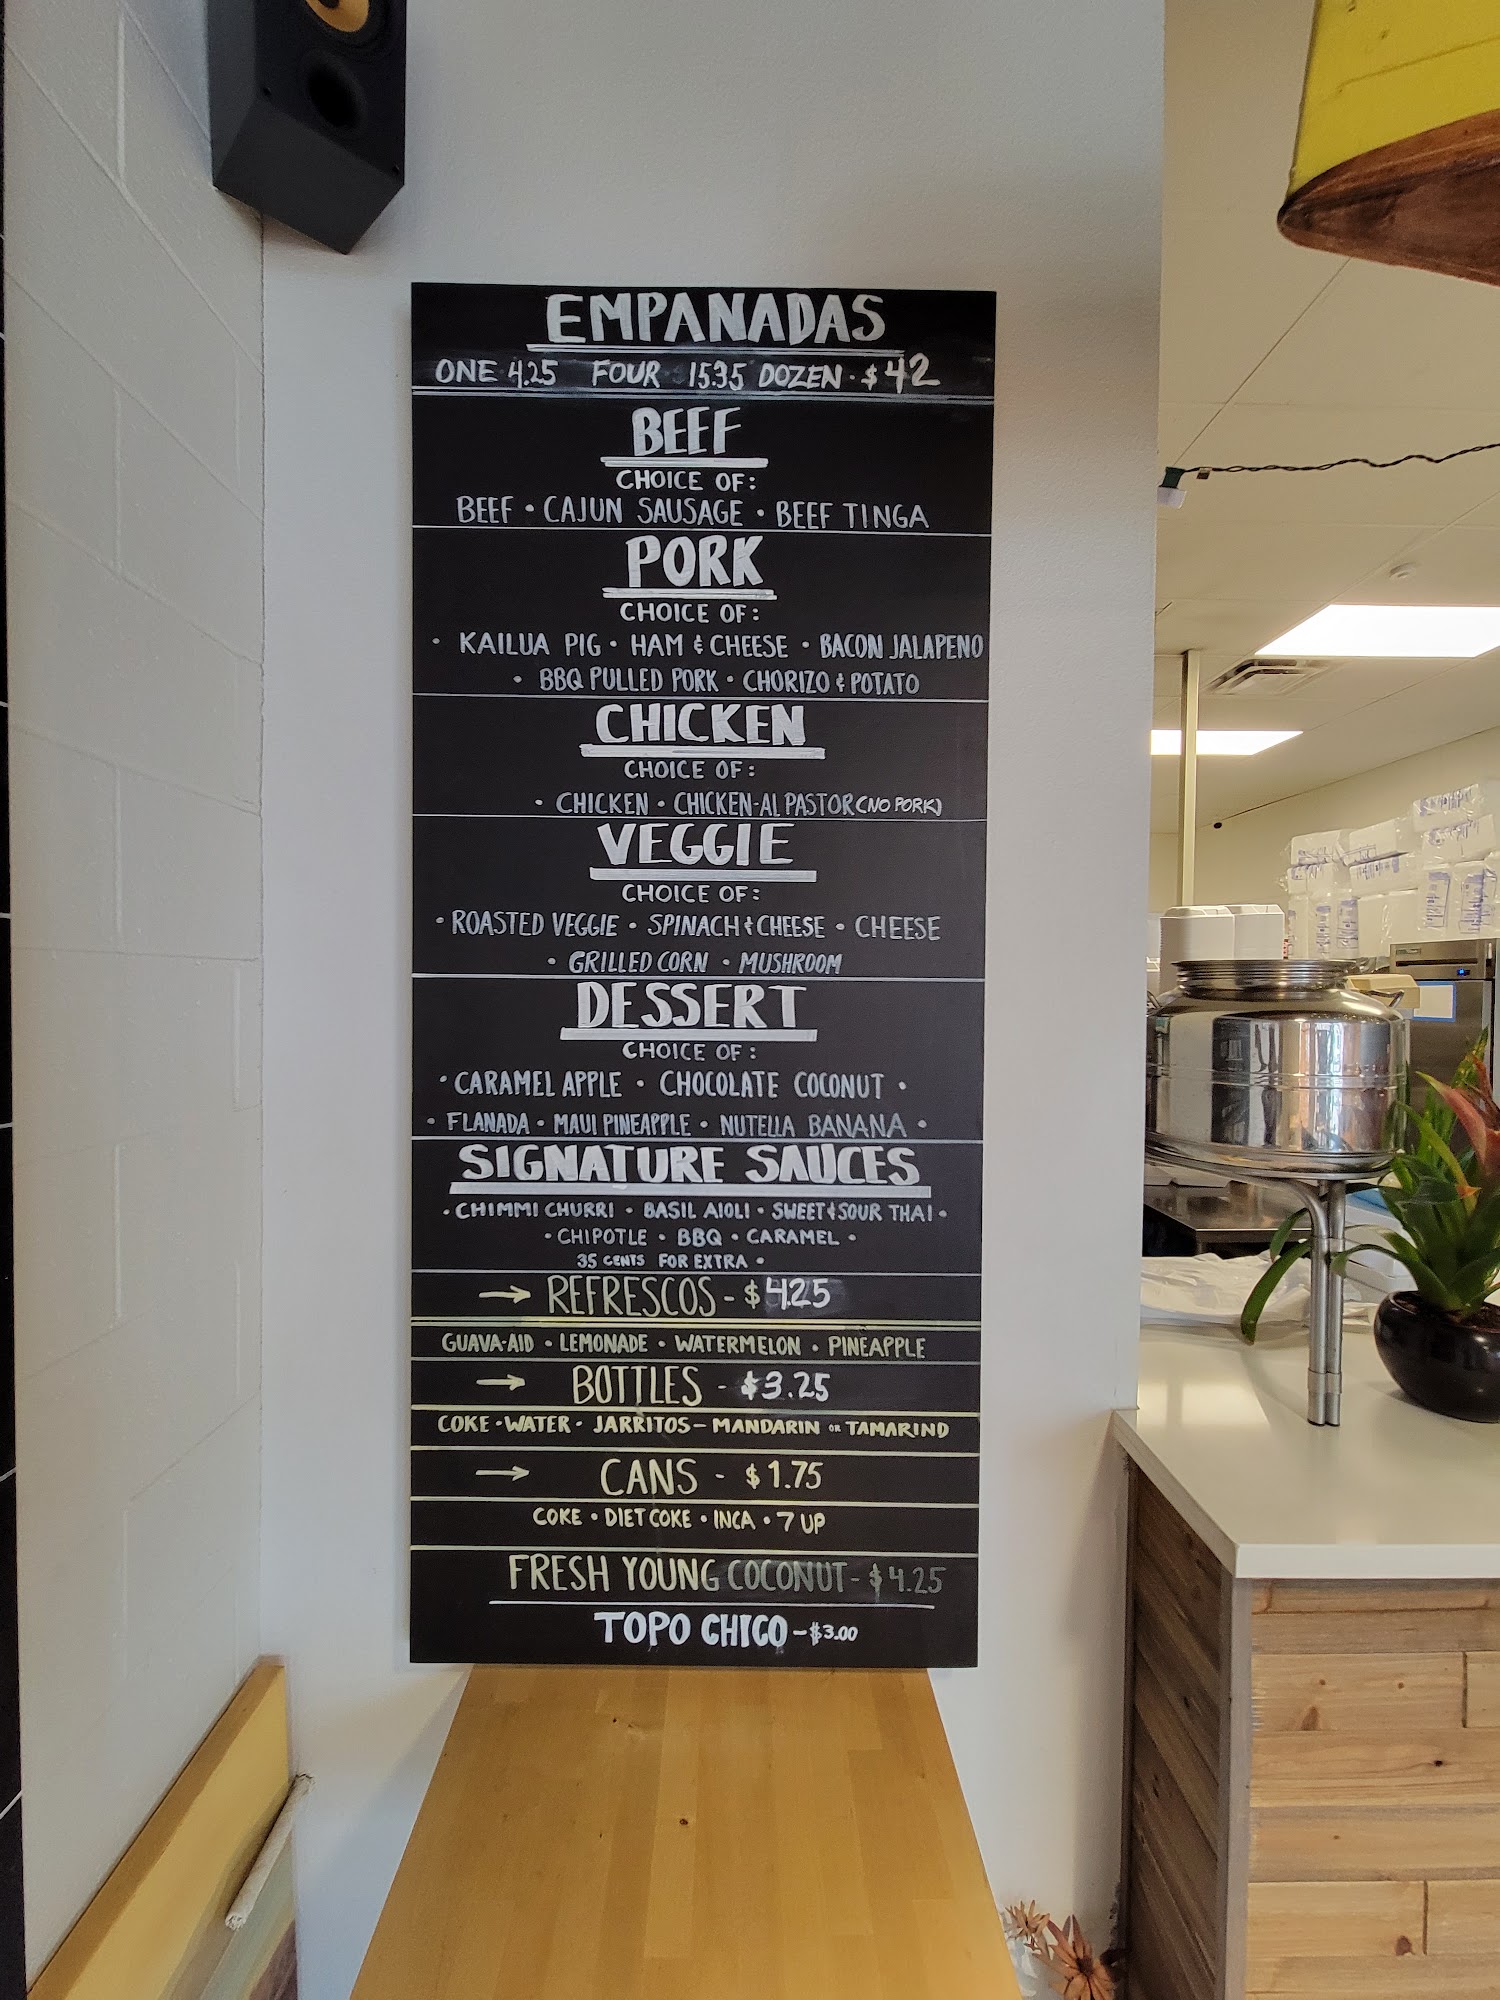 EMPANADAS
ONE 4.25 FOUR 15.35 DOZEN - $42
BEEF
CHOICE OF:
BEEF • CAJUN SAUSAGE • BEEF TINGA
PORK
CHOICE OF:
• KAILUA PIG • HAM & CHEESE • BACON JALAPENO
• BBQ PULLED PORK • CHORIZO & POTATO
CHICKEN
CHOICE OF:
• CHICKEN • CHICKEN-AL PASTOR (NO PORK)
VEGGIE
CHOICE OF:
• ROASTED VEGGIE • SPINACH & CHEESE • CHEESE
• GRILLED CORN • MUSHROOM
DESSERT
CHOICE OF:
• CARAMEL APPLE • CHOCOLATE COCONUT •
• FLANADA • MAUI PINEAPPLE • NUTELLA BANANA •
SIGNATURE SAUCES
• CHIMMI CHURRI • BASIL AIOLI • SWEET & SOUR THAI •
• CHIPOTLE • BBQ • CARAMEL •
35 CENTS FOR EXTRA •
→ REFRESCOS - $4.25
GUAVA-AID • LEMONADE • WATERMELON • PINEAPPLE
→ BOTTLES - $3.25
COKE • WATER • JARRITOS - MANDARIN OR TAMARIND
→ CANS - $1.75
COKE • DIET COKE • INCA • 7 UP
FRESH YOUNG COCONUT - $4.25
TOPO CHICO - $3.00